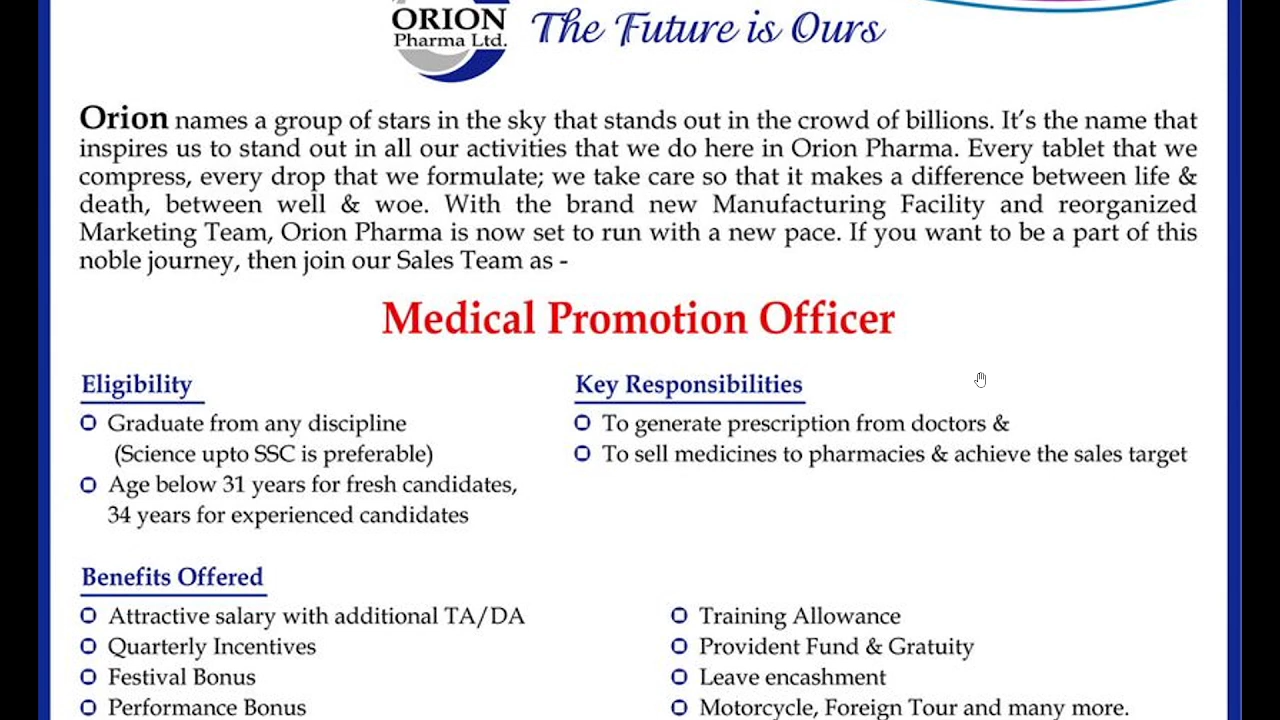 ORION
Pharma Ltd.
The Future is Ours
Orion names a group of stars in the sky that stands out in the crowd of billions. It’s the name that
inspires us to stand out in all our activities that we do here in Orion Pharma. Every tablet that we
compress, every drop that we formulate; we take care so that it makes a difference between life &
death, between well & woe. With the brand new Manufacturing Facility and reorganized
Marketing Team, Orion Pharma is now set to run with a new pace. If you want to be a part of this
noble journey, then join our Sales Team as -
Medical Promotion Officer
Eligibility
Graduate from any discipline
(Science upto SSC is preferable)
Age below 31 years for fresh candidates,
34 years for experienced candidates
Key Responsibilities
To generate prescription from doctors &
To sell medicines to pharmacies & achieve the sales target
Benefits Offered
Attractive salary with additional TA/DA
Quarterly Incentives
Festival Bonus
Performance Bonus
Training Allowance
Provident Fund & Gratuity
Leave encashment
Motorcycle, Foreign Tour and many more.